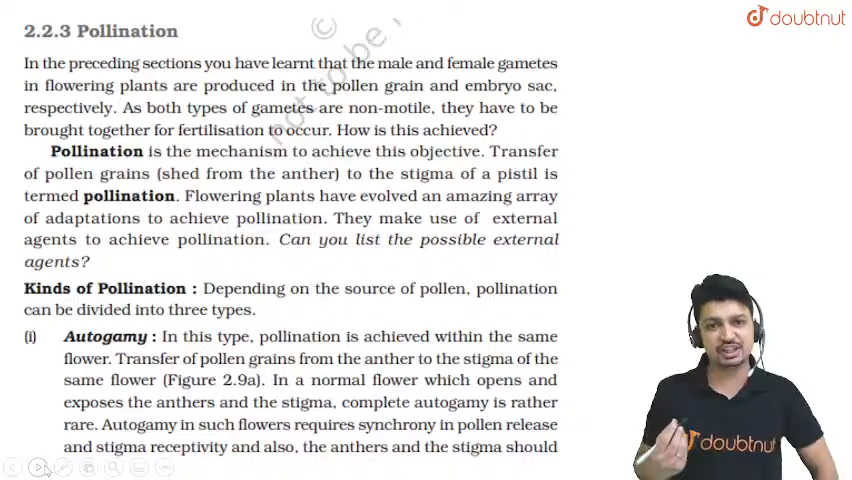 doubtnut
2.2.3 Pollination
© not to be r
In the preceding sections you have learnt that the male and female gametes
in flowering plants are produced in the pollen grain and embryo sac,
respectively. As both types of gametes are non-motile, they have to be
brought together for fertilisation to occur. How is this achieved?
Pollination is the mechanism to achieve this objective. Transfer
of pollen grains (shed from the anther) to the stigma of a pistil is
termed pollination. Flowering plants have evolved an amazing array
of adaptations to achieve pollination. They make use of external
agents to achieve pollination. Can you list the possible external
agents?
Kinds of Pollination : Depending on the source of pollen, pollination
can be divided into three types.
(i) Autogamy : In this type, pollination is achieved within the same
flower. Transfer of pollen grains from the anther to the stigma of the
same flower (Figure 2.9a). In a normal flower which opens and
exposes the anthers and the stigma, complete autogamy is rather
rare. Autogamy in such flowers requires synchrony in pollen release
and stigma receptivity and also, the anthers and the stigma should
doubtnut